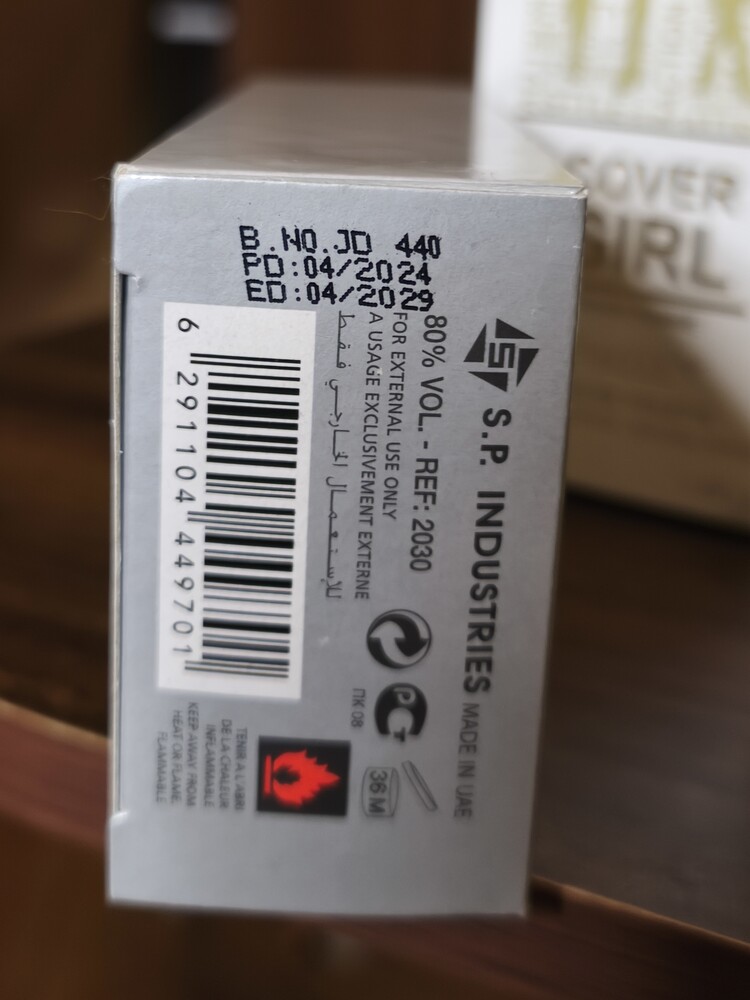 B.NO.JD 440
PD:04/2024
ED:04/2029
S.P. INDUSTRIES MADE IN UAE
80% VOL. - REF: 2030
FOR EXTERNAL USE ONLY
A USAGE EXCLUSIVEMENT EXTERNE
للإستعمال الخارجي فقط
6 291104 449701
ПК 08
36 M
TENIR A L'ABRI
DE LA CHALEUR
INFLAMMABLE
KEEP AWAY FROM
HEAT OR FLAME.
FLAMMABLE
COVER
GIRL